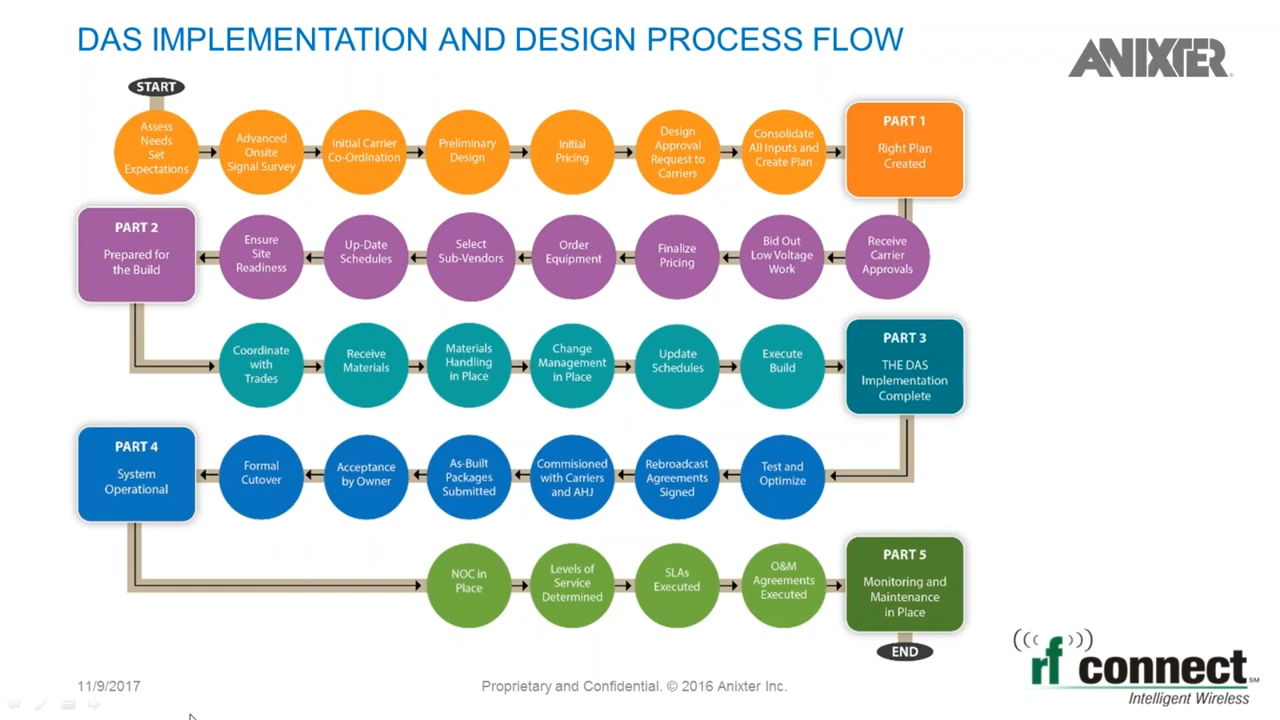 DAS IMPLEMENTATION AND DESIGN PROCESS FLOW
ANIXTER
START
Assess
Needs
Set
Expectations
Advanced
Onsite
Signal Survey
Initial Carrier
Co-Ordination
Preliminary
Design
Initial
Pricing
Design
Approval
Request to
Carriers
Consolidate
All Inputs and
Create Plan
PART 1
Right Plan
Created
PART 2
Prepared for
the Build
Ensure
Site
Readiness
Up-Date
Schedules
Select
Sub-Vendors
Order
Equipment
Finalize
Pricing
Bid Out
Low Voltage
Work
Receive
Carrier
Approvals
Coordinate
with
Trades
Receive
Materials
Materials
Handling
in Place
Change
Management
in Place
Update
Schedules
Execute
Build
PART 3
THE DAS
Implementation
Complete
PART 4
System
Operational
Formal
Cutover
Acceptance
by Owner
As-Built
Packages
Submitted
Commisioned
with Carriers
and AHJ
Rebroadcast
Agreements
Signed
Test and
Optimize
NOC in
Place
Levels of
Service
Determined
SLAs
Executed
O&M
Agreements
Executed
PART 5
Monitoring and
Maintenance
in Place
END
11/9/2017
Proprietary and Confidential. © 2016 Anixter Inc.
rf connect SM
Intelligent Wireless